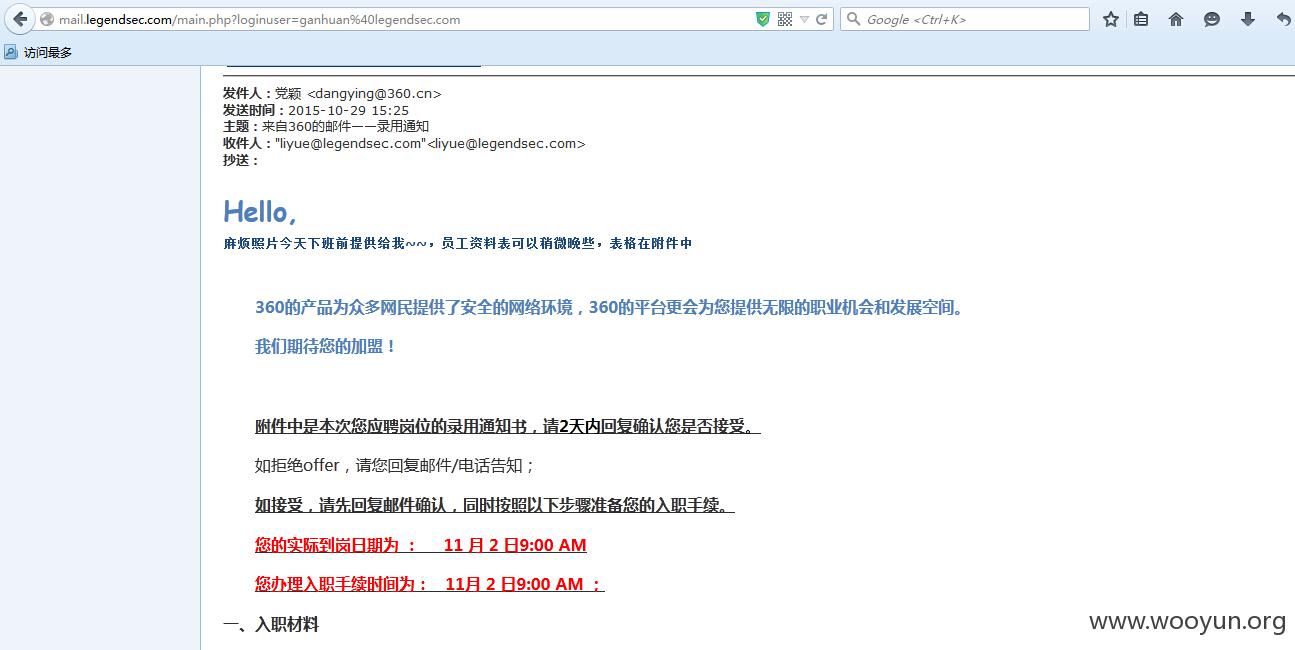 mail.legendsec.com/main.php?loginuser=ganhuan%40legendsec.com
Google <Ctrl+K>
访问最多
发件人：党颖 <dangying@360.cn>
发送时间：2015-10-29 15:25
主题：来自360的邮件——录用通知
收件人："liyue@legendsec.com"<liyue@legendsec.com>
抄送：
Hello,
麻烦照片今天下班前提供给我~~，员工资料表可以稍微晚些，表格在附件中
360的产品为众多网民提供了安全的网络环境，360的平台更会为您提供无限的职业机会和发展空间。
我们期待您的加盟！
附件中是本次您应聘岗位的录用通知书，请2天内回复确认您是否接受。
如拒绝offer，请您回复邮件/电话告知；
如接受，请先回复邮件确认，同时按照以下步骤准备您的入职手续。
您的实际到岗日期为 ： 11 月 2 日9:00 AM
您办理入职手续时间为： 11月 2 日9:00 AM ；
一、入职材料
www.wooyun.org